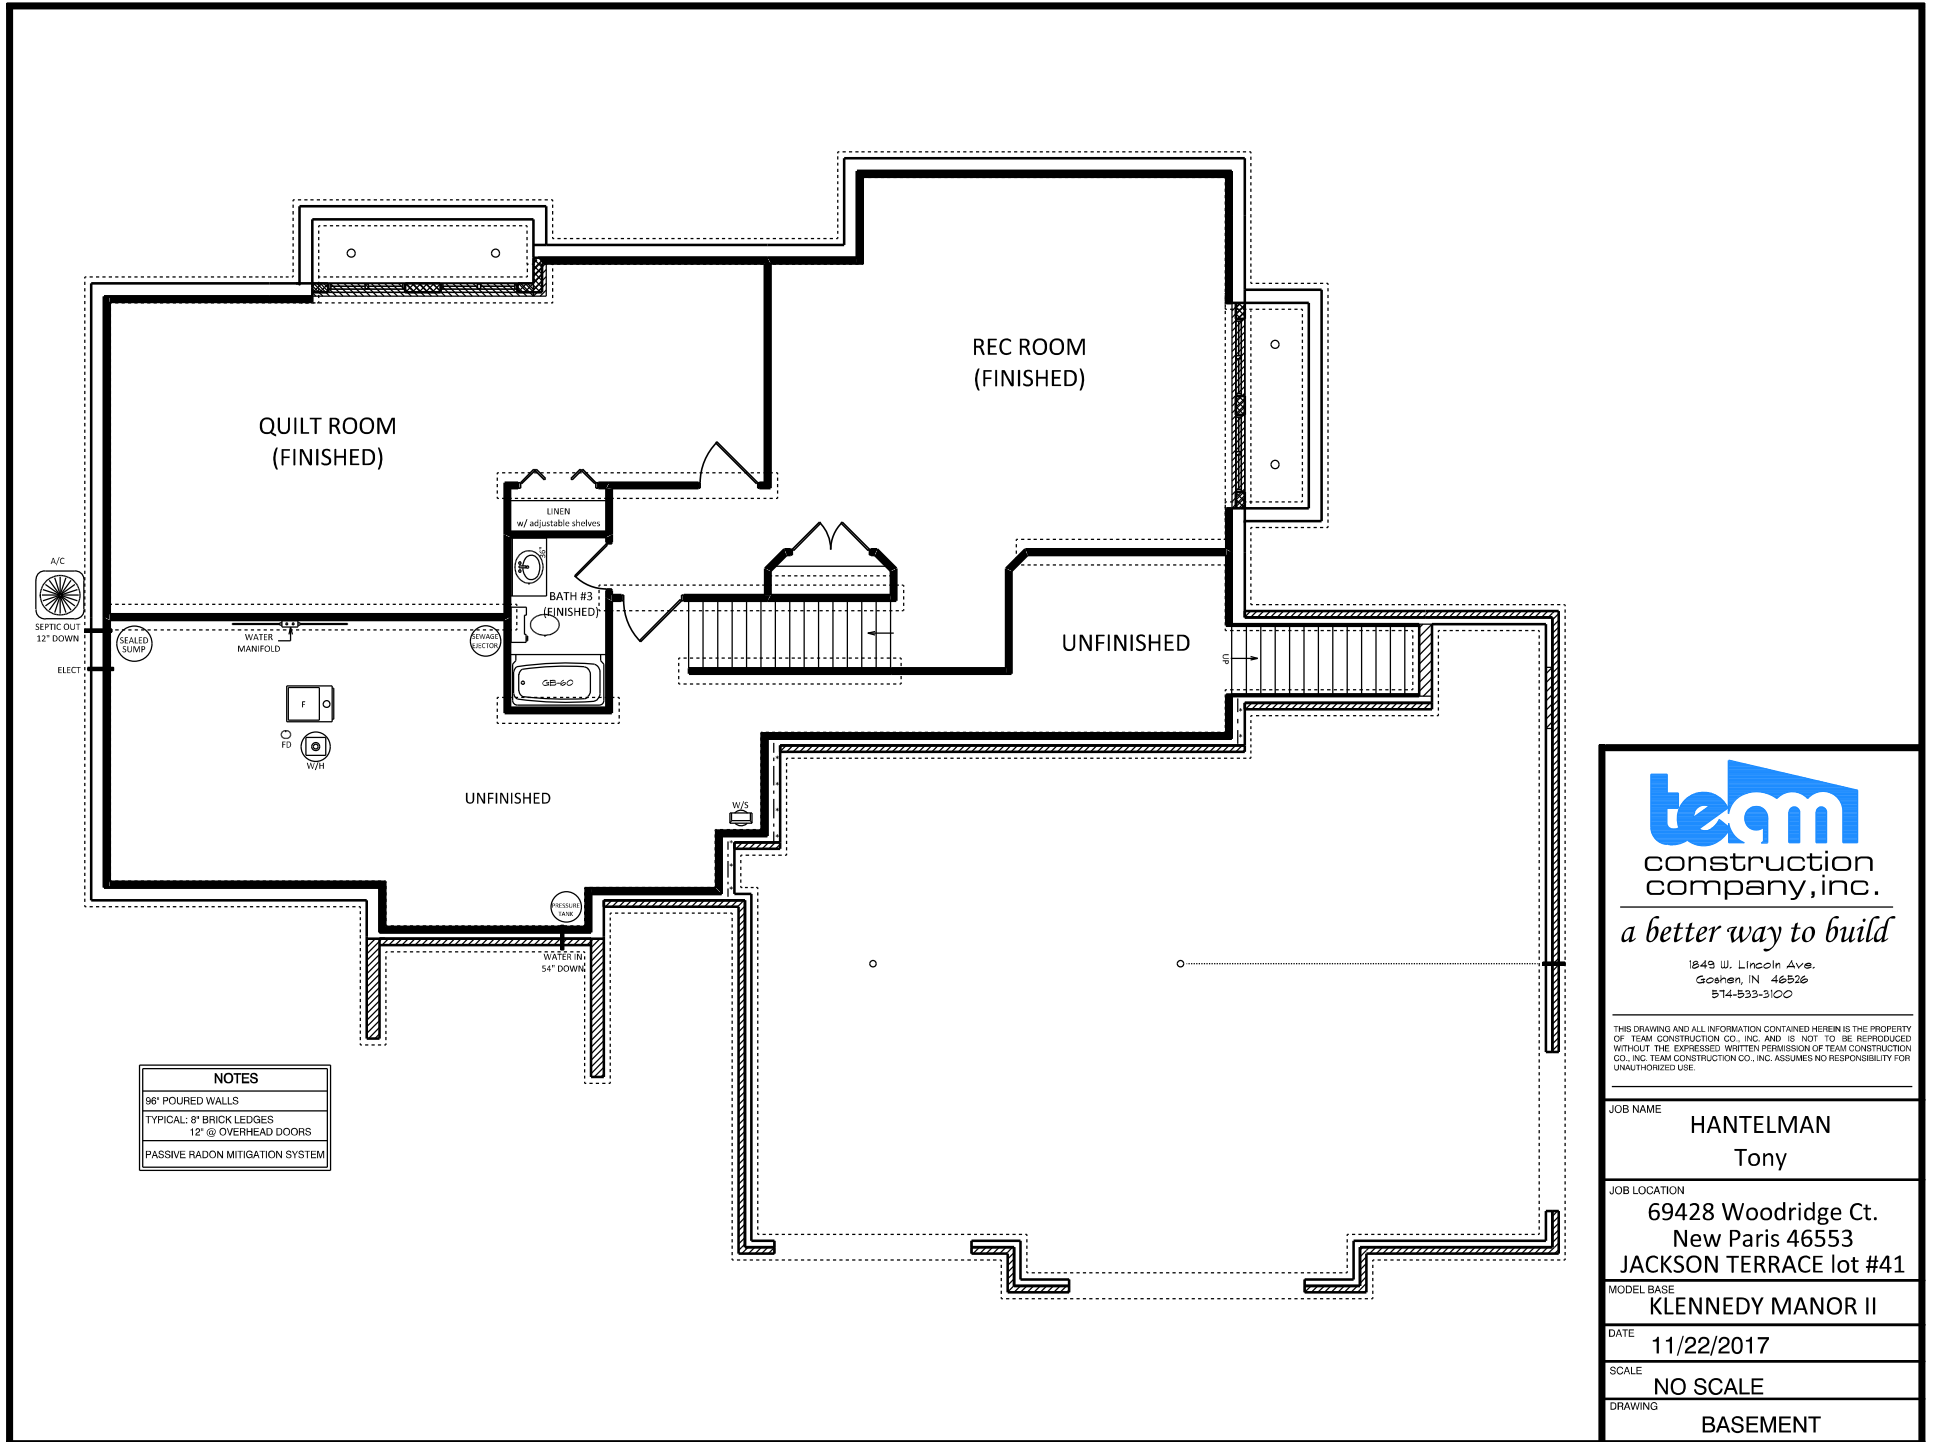 REC ROOM
(FINISHED)
QUILT ROOM
(FINISHED)
LINEN
w/ adjustable shelves
36"
BATH #3
(FINISHED)
GB-60
A/C
SEPTIC OUT
12" DOWN
ELECT
SEALED
SUMP
WATER
MANIFOLD
SEWAGE
EJECTOR
F
FD
W/H
UNFINISHED
UNFINISHED
UP
W/S
PRESSURE
TANK
WATER IN
54" DOWN
NOTES
96" POURED WALLS
TYPICAL: 8" BRICK LEDGES
12" @ OVERHEAD DOORS
PASSIVE RADON MITIGATION SYSTEM
team
construction
company,inc.
a better way to build
1849 W. Lincoln Ave.
Goshen, IN 46526
574-533-3100
THIS DRAWING AND ALL INFORMATION CONTAINED HEREIN IS THE PROPERTY
OF TEAM CONSTRUCTION CO., INC. AND IS NOT TO BE REPRODUCED
WITHOUT THE EXPRESSED WRITTEN PERMISSION OF TEAM CONSTRUCTION
CO., INC. TEAM CONSTRUCTION CO., INC. ASSUMES NO RESPONSIBILITY FOR
UNAUTHORIZED USE.
JOB NAME
HANTELMAN
Tony
JOB LOCATION
69428 Woodridge Ct.
New Paris 46553
JACKSON TERRACE lot #41
MODEL BASE
KLENNEDY MANOR II
DATE
11/22/2017
SCALE
NO SCALE
DRAWING
BASEMENT